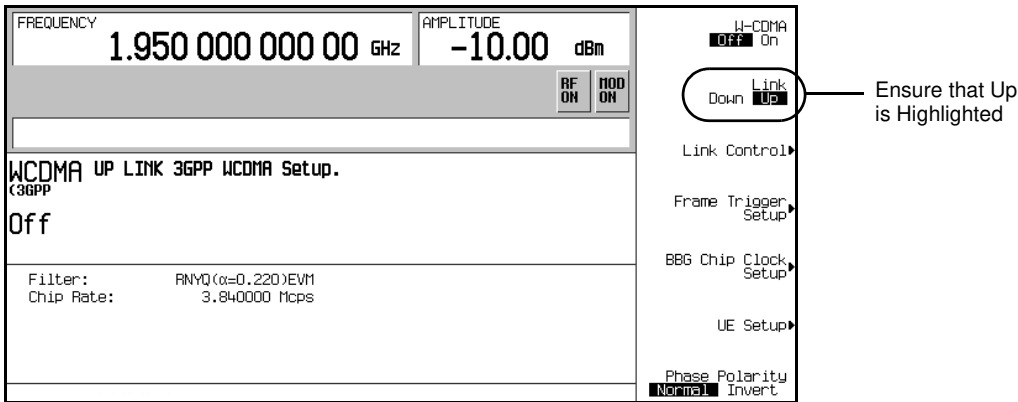 FREQUENCY
1.950 000 000 00 GHz
AMPLITUDE
-10.00 dBm
RF ON
MOD ON
WCDMA UP LINK 3GPP WCDMA Setup.
(3GPP
Off
Filter: RNYQ(α=0.220)EVM
Chip Rate: 3.840000 Mcps
W-CDMA
Off On
Link
Down Up
Link Control
Frame Trigger
Setup
BBG Chip Clock
Setup
UE Setup
Phase Polarity
Normal Invert
Ensure that Up
is Highlighted